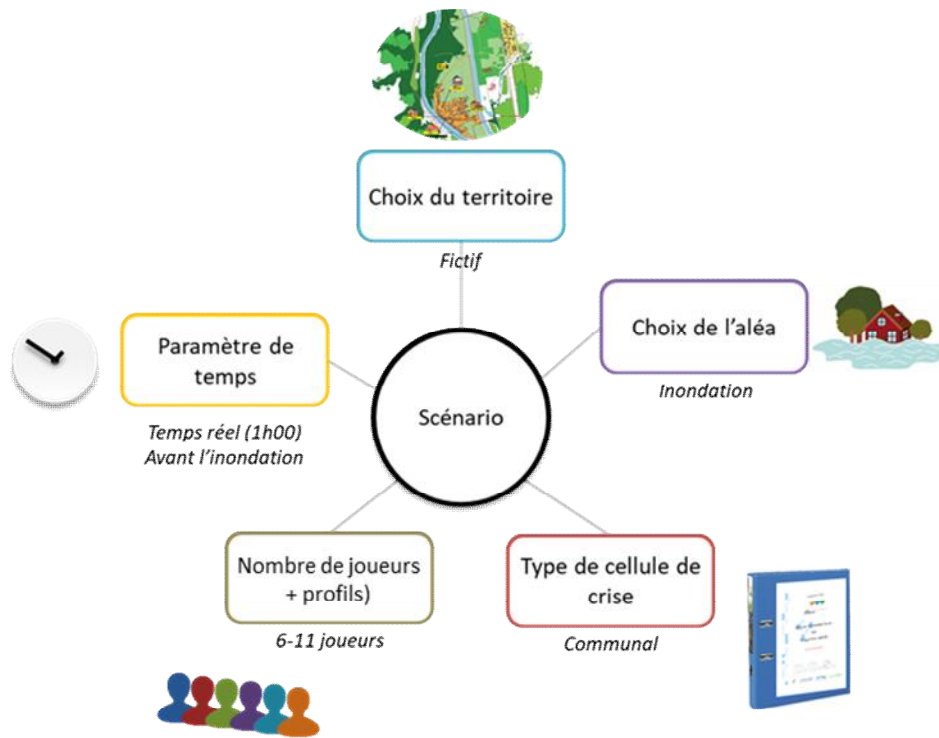 Choix du territoire
Fictif
Choix de l'aléa
Inondation
Paramètre de
temps
Temps réel (1h00)
Avant l'inondation
Scénario
Nombre de joueurs
+ profils)
6-11 joueurs
Type de cellule de
crise
Communal